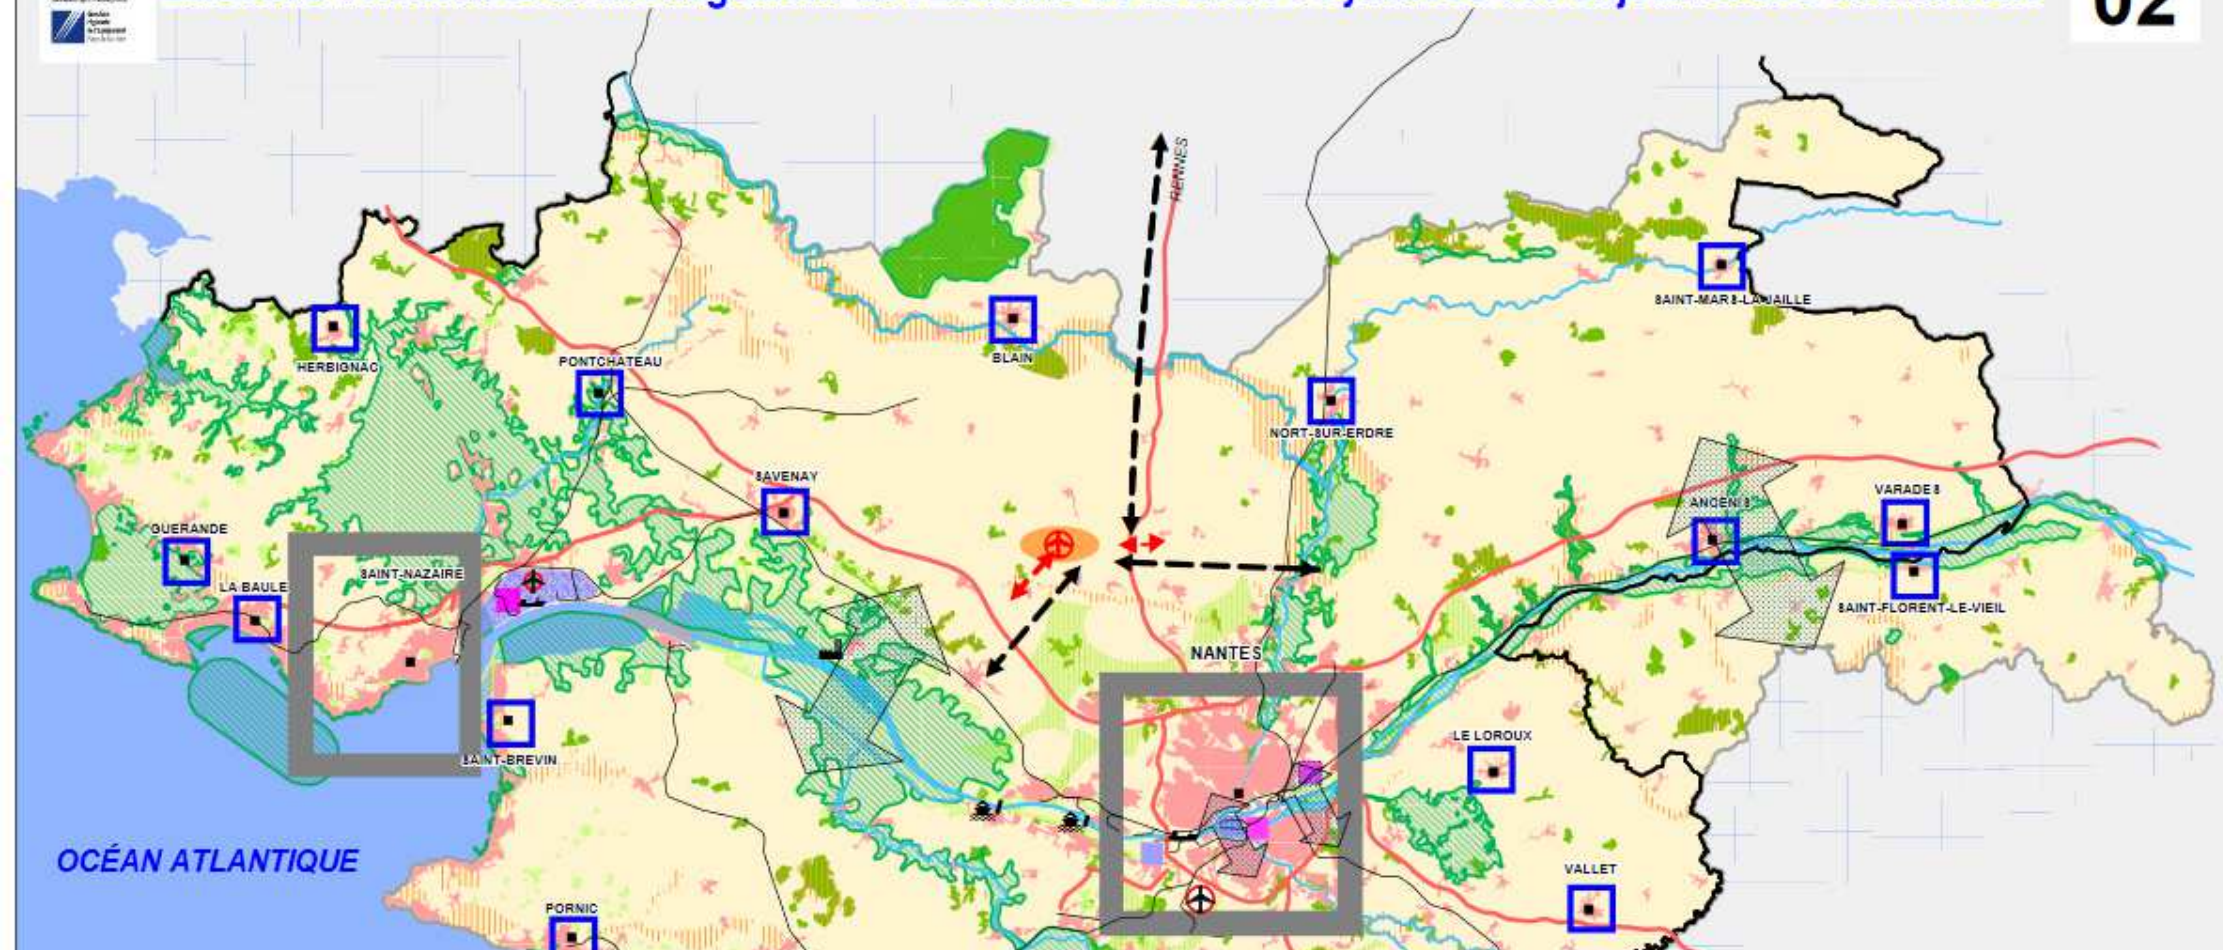 02
RENNES
SAINT-MARS-LA-JAILLE
HERBIGNAC
PONTCHATEAU
BLAIN
NORT-SUR-ERDRE
SAVENAY
ANCENIS
VARADES
GUERANDE
SAINT-NAZAIRE
LA BAULE
SAINT-FLORENT-LE-VIEIL
NANTES
LE LOROUX
SAINT-BREVIN
OCÉAN ATLANTIQUE
VALLET
PORNIC